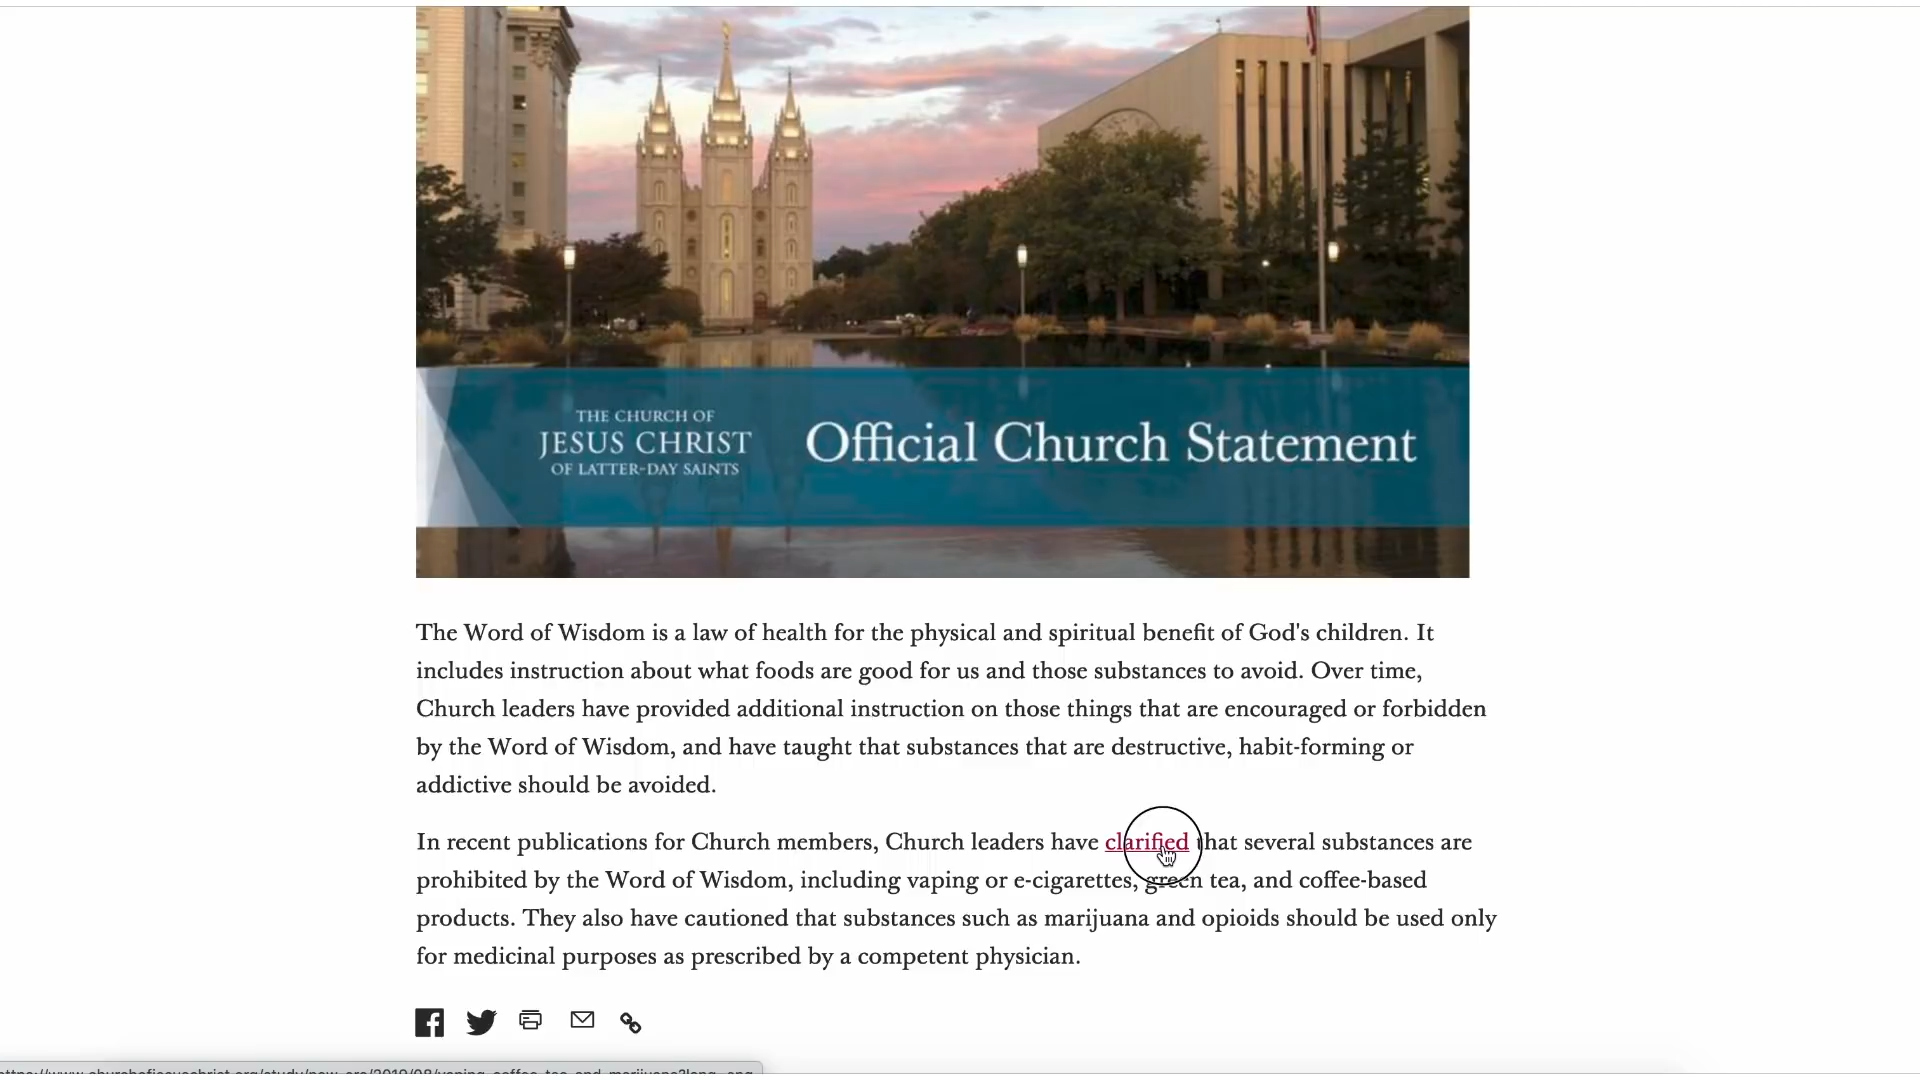 THE CHURCH OF
JESUS CHRIST
OF LATTER-DAY SAINTS
Official Church Statement
The Word of Wisdom is a law of health for the physical and spiritual benefit of God's children. It
includes instruction about what foods are good for us and those substances to avoid. Over time,
Church leaders have provided additional instruction on those things that are encouraged or forbidden
by the Word of Wisdom, and have taught that substances that are destructive, habit-forming or
addictive should be avoided.
In recent publications for Church members, Church leaders have clarified that several substances are
prohibited by the Word of Wisdom, including vaping or e-cigarettes, green tea, and coffee-based
products. They also have cautioned that substances such as marijuana and opioids should be used only
for medicinal purposes as prescribed by a competent physician.